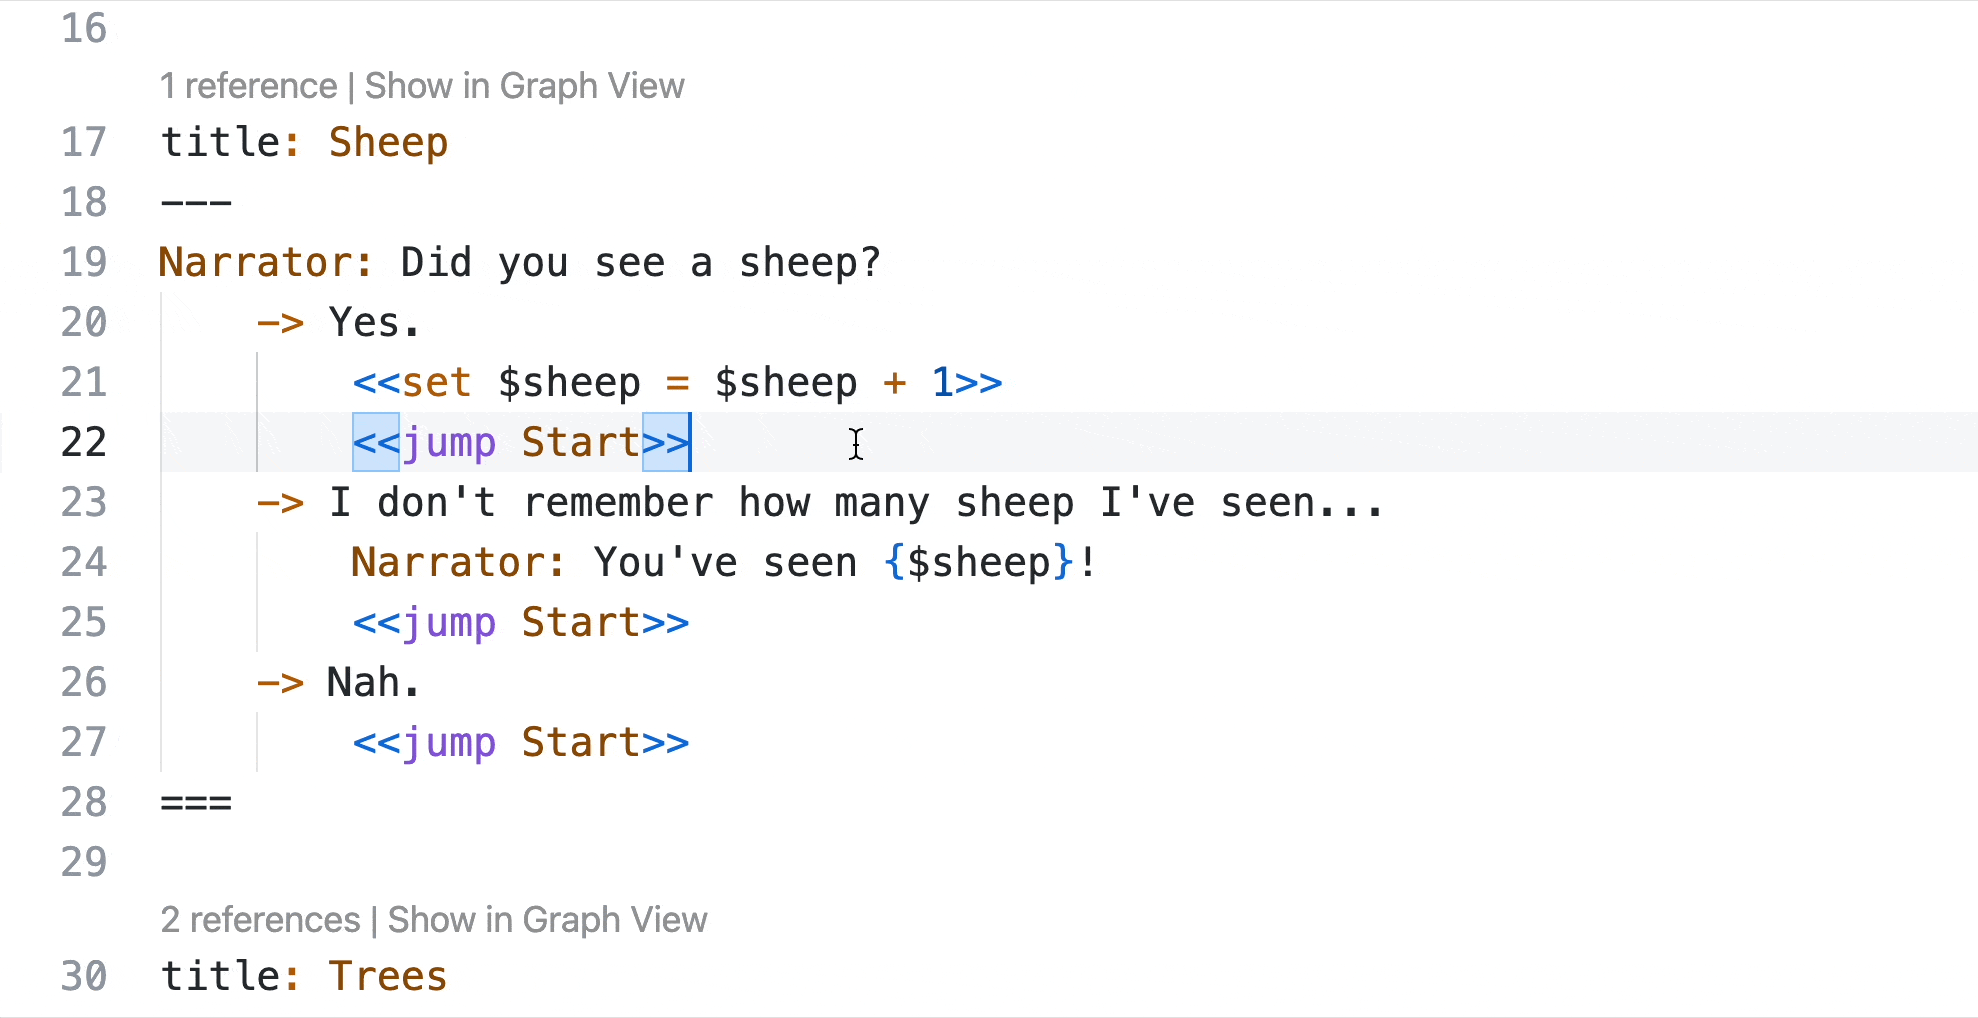 16
1 reference | Show in Graph View
17 title: Sheep
18 ---
19 Narrator: Did you see a sheep?
20     -> Yes.
21         <<set $sheep = $sheep + 1>>
22         <<jump Start>>
23     -> I don't remember how many sheep I've seen...
24         Narrator: You've seen {$sheep}!
25         <<jump Start>>
26     -> Nah.
27         <<jump Start>>
28 ===
29
2 references | Show in Graph View
30 title: Trees